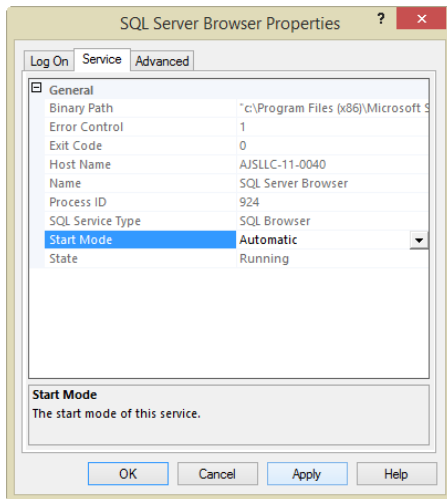 SQL Server Browser Properties ? ×
Log On Service Advanced
General
Binary Path "c:\Program Files (x86)\Microsoft S
Error Control 1
Exit Code 0
Host Name AJSLLC-11-0040
Name SQL Server Browser
Process ID 924
SQL Service Type SQL Browser
Start Mode Automatic
State Running
Start Mode
The start mode of this service.
OK Cancel Apply Help